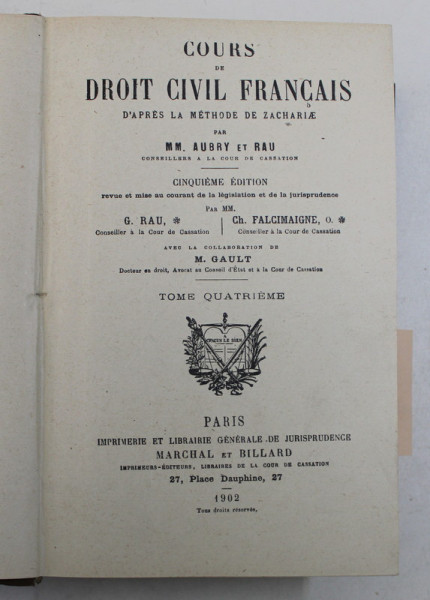 COURS
DE
DROIT CIVIL FRANÇAIS
D'APRÈS LA MÉTHODE DE ZACHARIÆ
PAR
MM. AUBRY ET RAU
CONSEILLERS A LA COUR DE CASSATION
CINQUIÈME ÉDITION
revue et mise au courant de la législation et de la jurisprudence
PAR MM.
G. RAU, ✻ Ch. FALCIMAIGNE, O. ✻
Conseiller à la Cour de Cassation Conseiller à la Cour de Cassation
AVEC LA COLLABORATION DE
M. GAULT
Docteur en droit, Avocat au Conseil d'État et à la Cour de Cassation
TOME QUATRIÈME
A CHACUN LE SIEN
PARIS
IMPRIMERIE ET LIBRAIRIE GÉNÉRALE DE JURISPRUDENCE
MARCHAL ET BILLARD
IMPRIMEURS-ÉDITEURS, LIBRAIRES DE LA COUR DE CASSATION
27, Place Dauphine, 27
1902
Tous droits réservés,